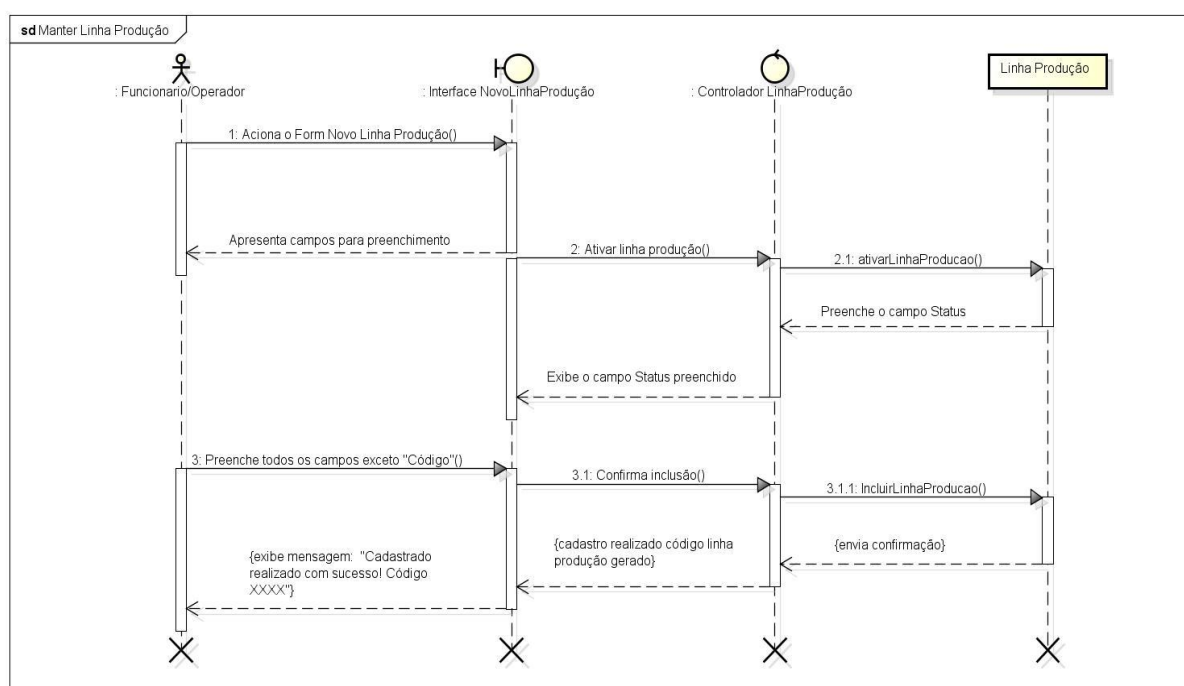 sd Manter Linha Produção
: Funcionario/Operador
: Interface NovoLinhaProdução
: Controlador LinhaProdução
Linha Produção
1: Aciona o Form Novo Linha Produção()
Apresenta campos para preenchimento
2: Ativar linha produção()
2.1: ativarLinhaProducao()
Preenche o campo Status
Exibe o campo Status preenchido
3: Preenche todos os campos exceto "Código"()
3.1: Confirma inclusão()
3.1.1: IncluirLinhaProducao()
{envia confirmação}
{cadastro realizado código linha
produção gerado}
{exibe mensagem: "Cadastrado
realizado com sucesso! Código
XXXX"}